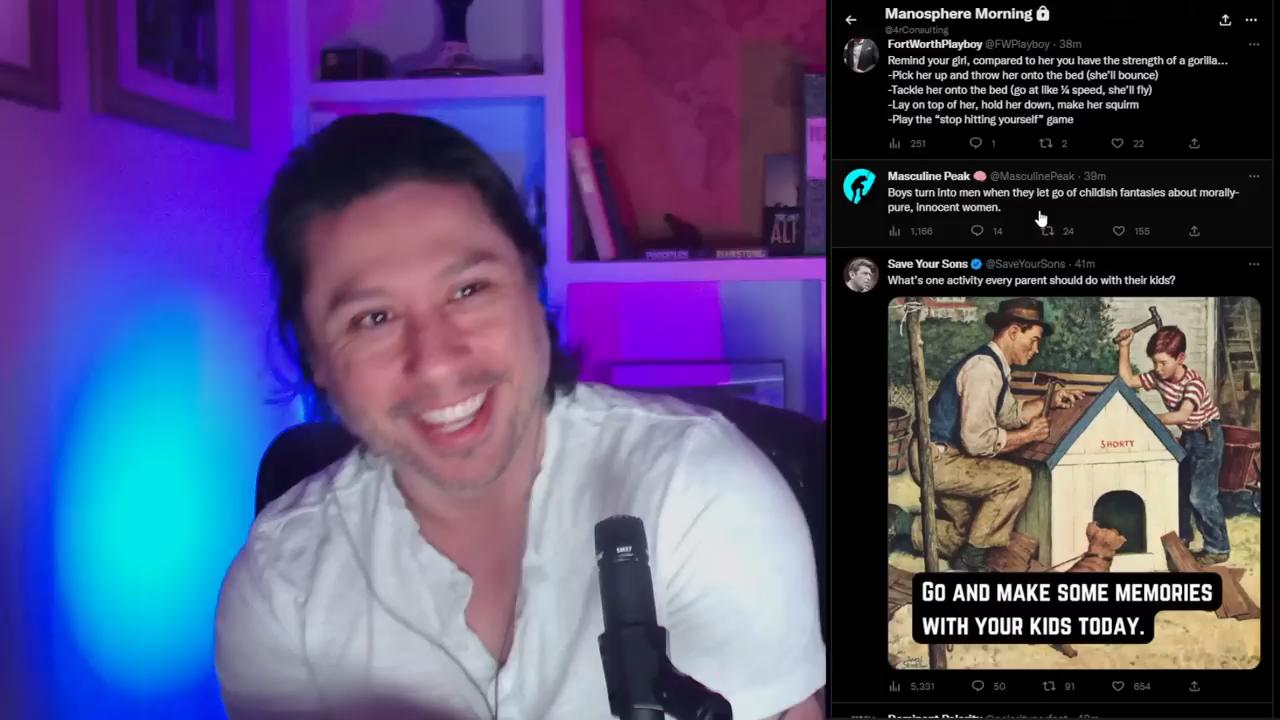 Manosphere Morning
@4rConsulting
FortWorthPlayboy @FWPlayboy · 38m
Remind your girl, compared to her you have the strength of a gorilla...
-Pick her up and throw her onto the bed (she'll bounce)
-Tackle her onto the bed (go at like ¼ speed, she'll fly)
-Lay on top of her, hold her down, make her squirm
-Play the “stop hitting yourself” game
251 1 2 22
Masculine Peak 🧠 @MasculinePeak · 39m
Boys turn into men when they let go of childish fantasies about morally-
pure, innocent women.
1,166 14 24 155
Save Your Sons @SaveYourSons · 41m
What's one activity every parent should do with their kids?
SHORTY
GO AND MAKE SOME MEMORIES
WITH YOUR KIDS TODAY.
5,331 50 91 654
ALT